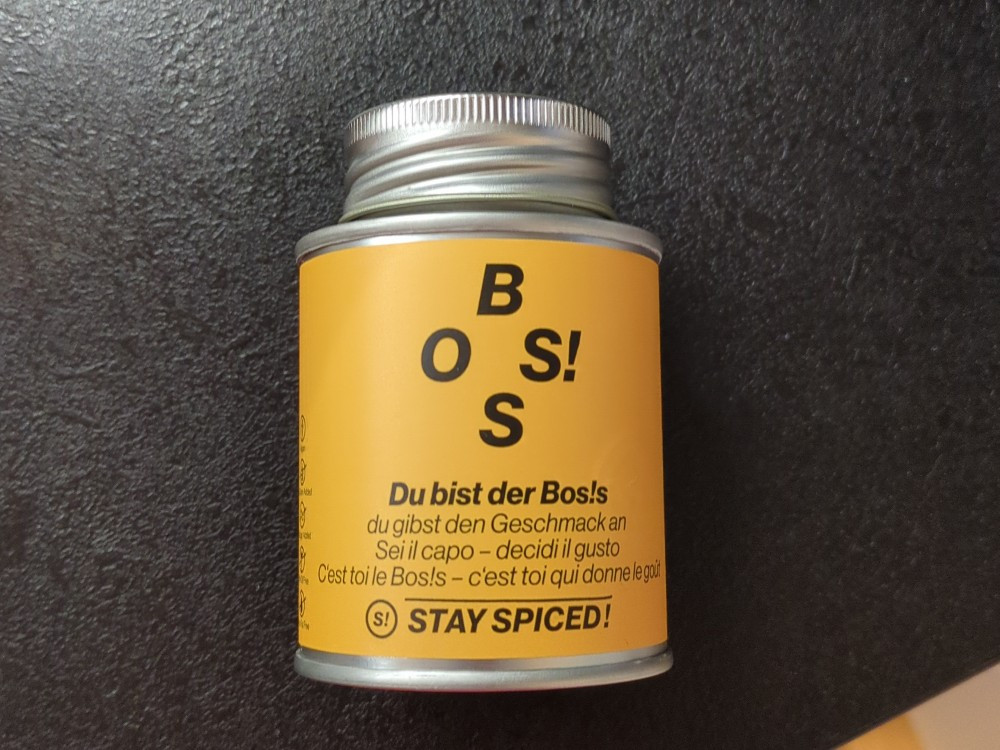 B
O S!
S
Du bist der Bos!s
du gibst den Geschmack an
Sei il capo – decidi il gusto
C'est toi le Bos!s – c'est toi qui donne le goût
S! STAY SPICED!